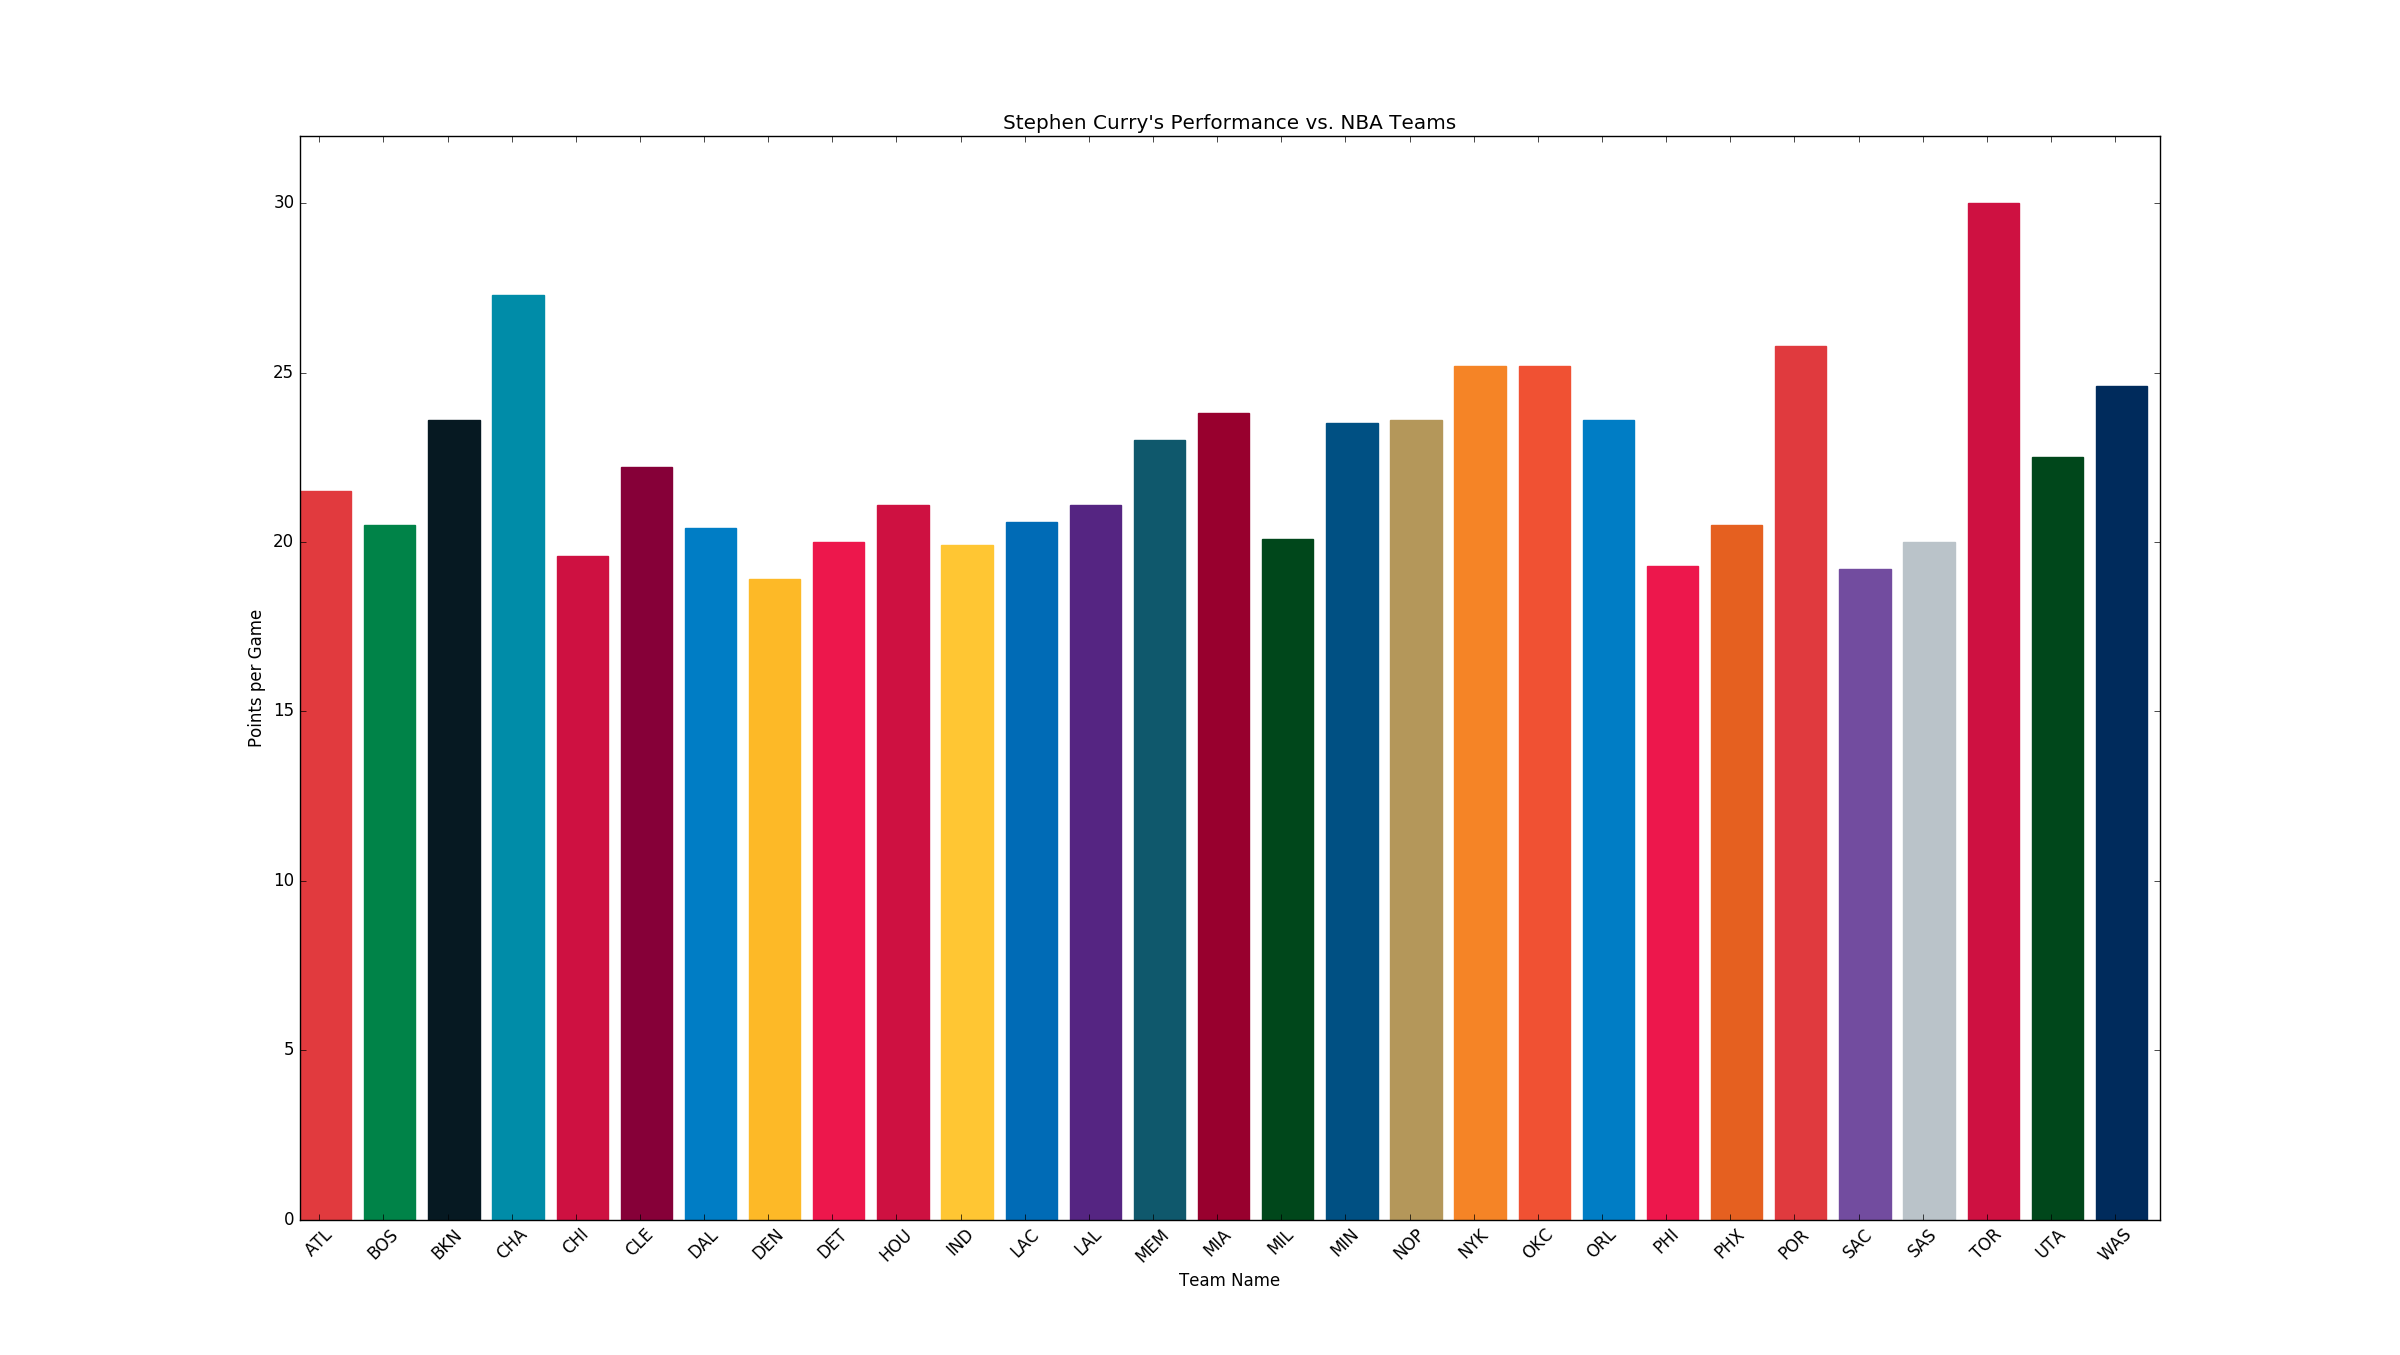 Stephen Curry's Performance vs. NBA Teams
30
25
20
15
10
5
0
Points per Game
ATL BOS BKN CHA CHI CLE DAL DEN DET HOU IND LAC LAL MEM MIA MIL MIN NOP NYK OKC ORL PHI PHX POR SAC SAS TOR UTA WAS
Team Name